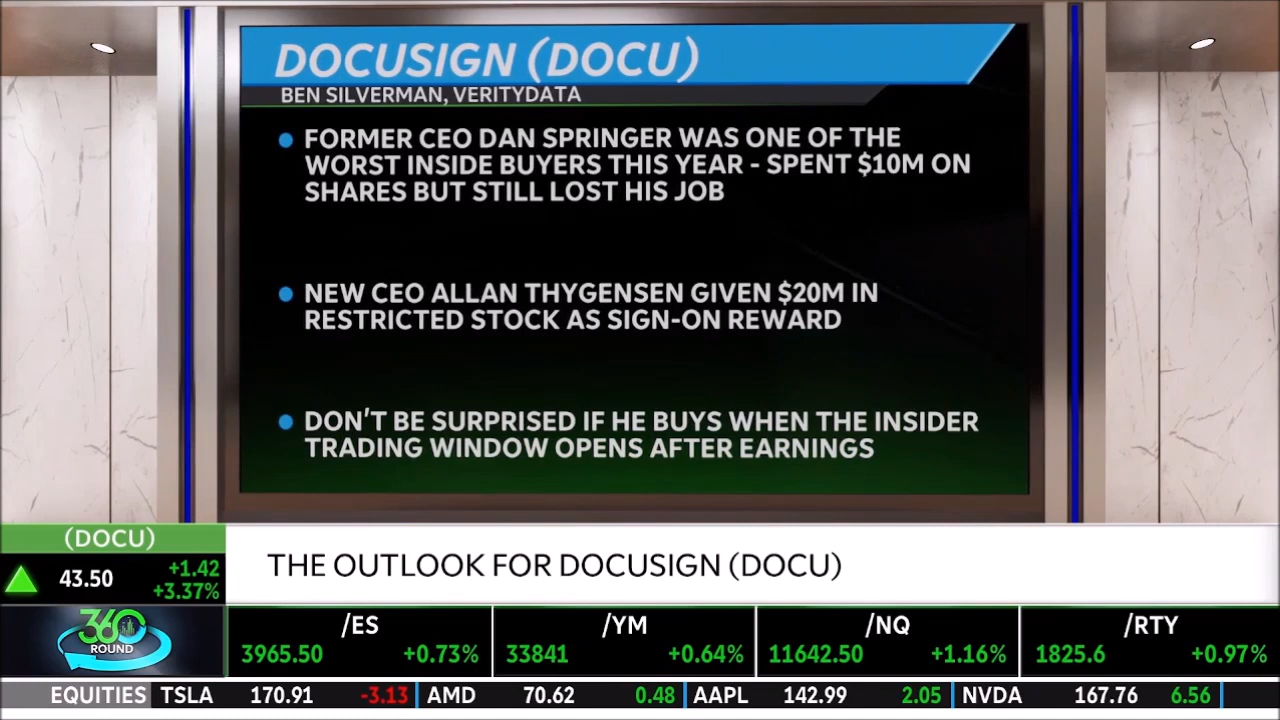 DOCUSIGN (DOCU)
BEN SILVERMAN, VERITYDATA
FORMER CEO DAN SPRINGER WAS ONE OF THE
WORST INSIDE BUYERS THIS YEAR - SPENT $10M ON
SHARES BUT STILL LOST HIS JOB
NEW CEO ALLAN THYGENSEN GIVEN $20M IN
RESTRICTED STOCK AS SIGN-ON REWARD
DON'T BE SURPRISED IF HE BUYS WHEN THE INSIDER
TRADING WINDOW OPENS AFTER EARNINGS
(DOCU)
43.50 +1.42
+3.37%
THE OUTLOOK FOR DOCUSIGN (DOCU)
360
ROUND
/ES /YM /NQ /RTY
3965.50 +0.73% 33841 +0.64% 11642.50 +1.16% 1825.6 +0.97%
EQUITIES TSLA 170.91 -3.13 AMD 70.62 0.48 AAPL 142.99 2.05 NVDA 167.76 6.56